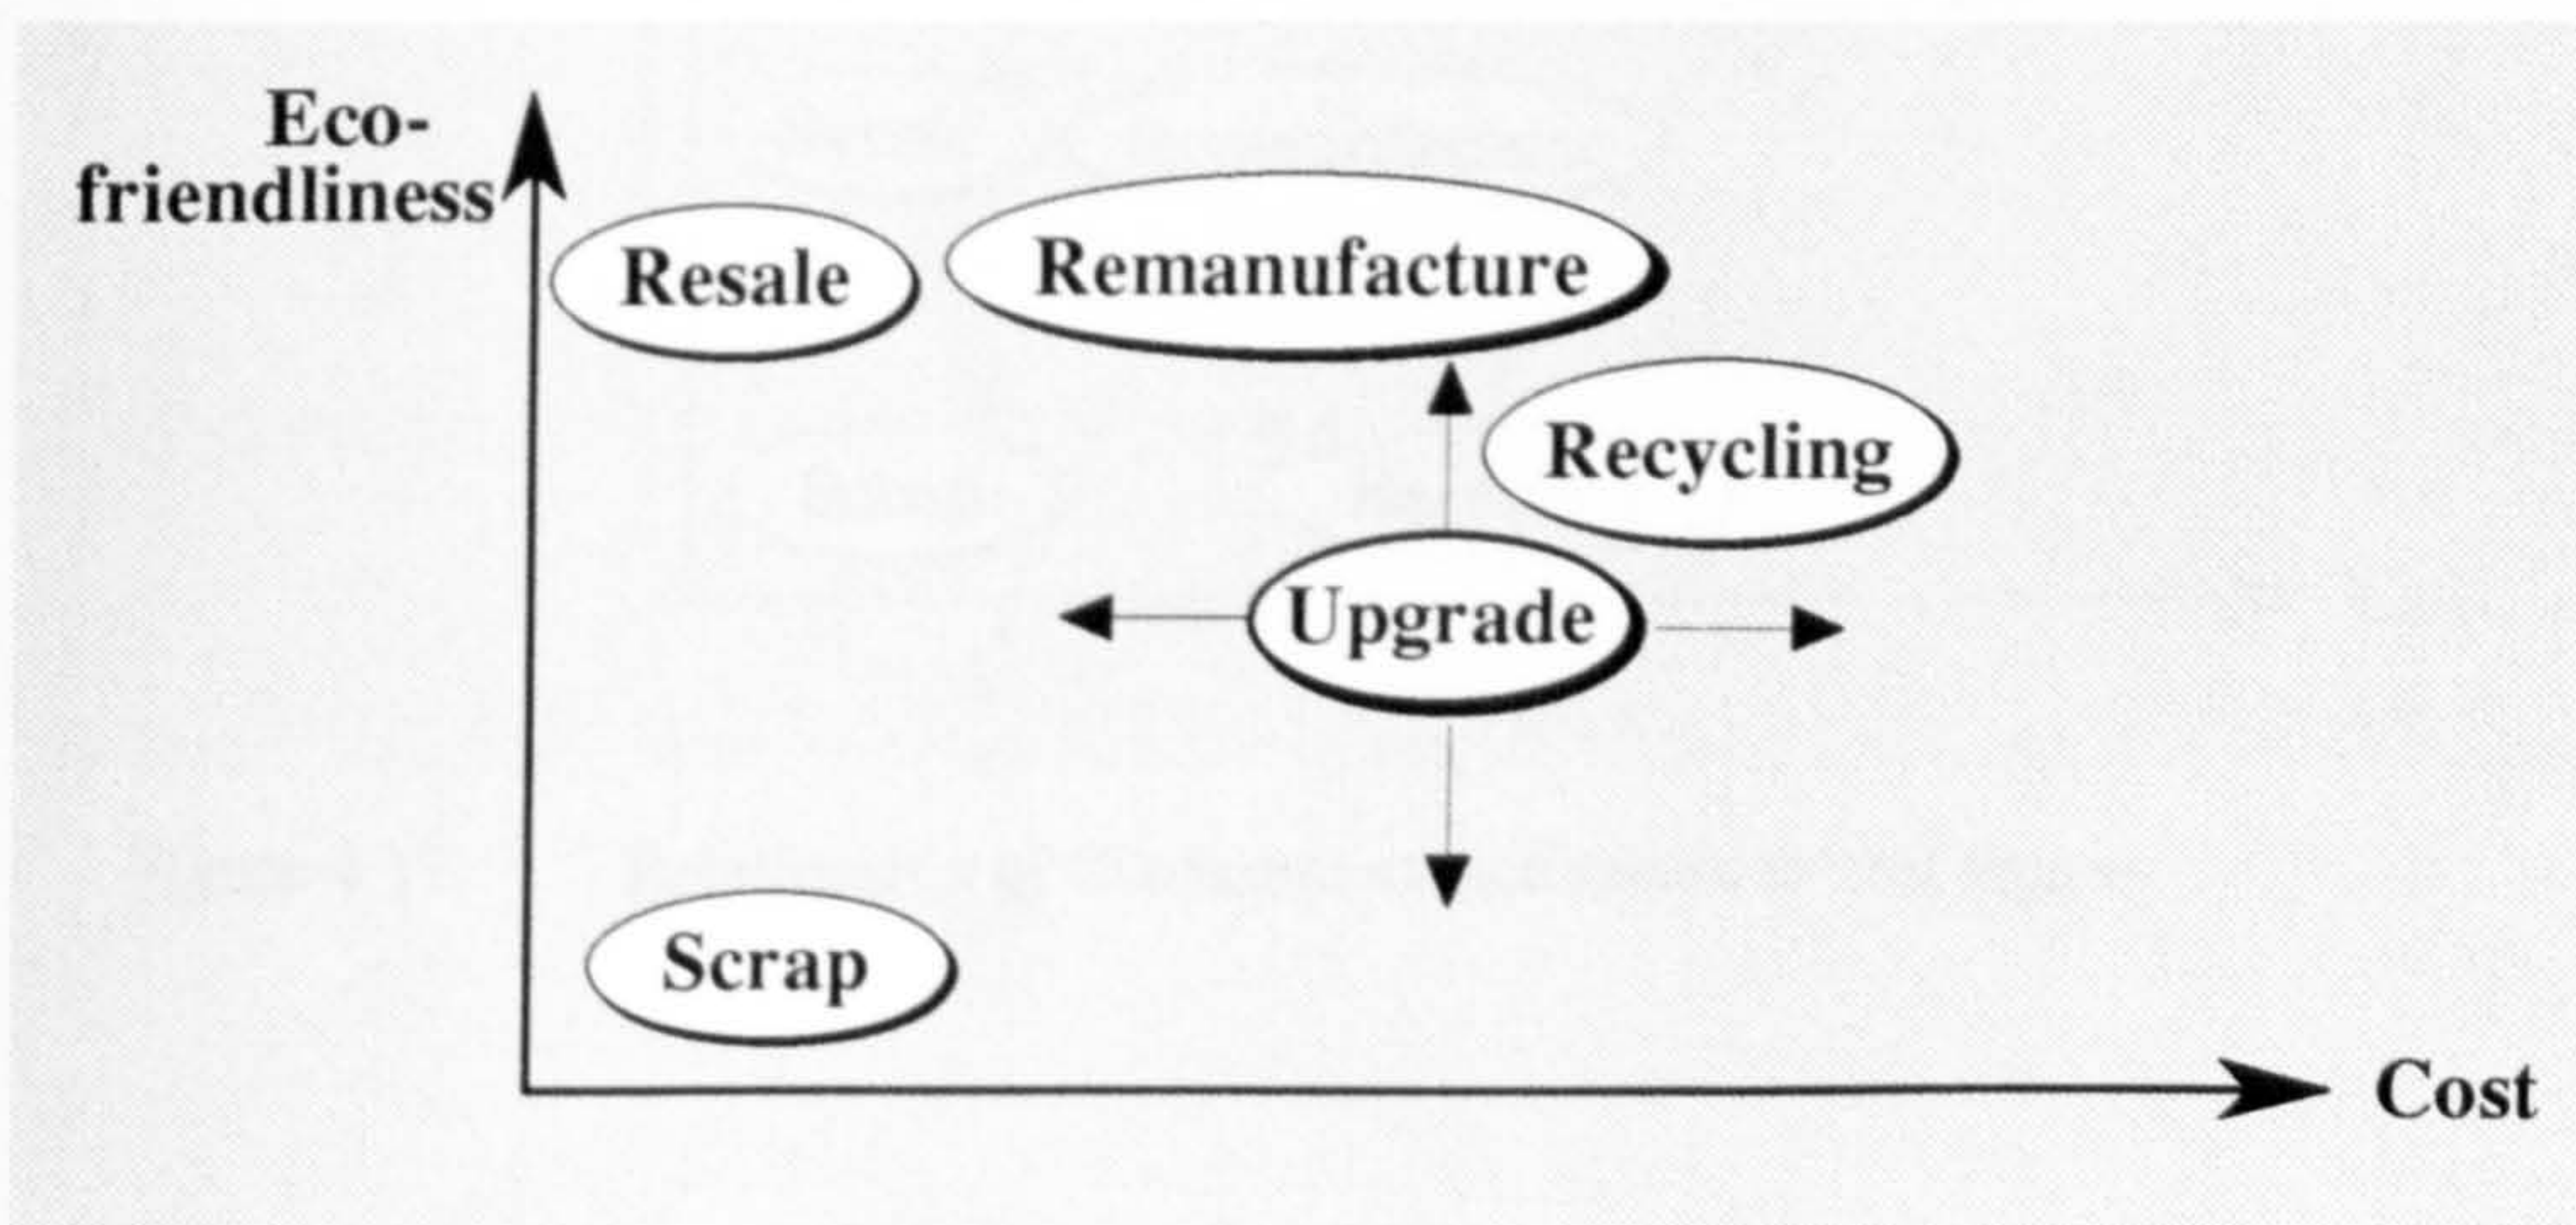 Eco-
friendliness
Resale
Remanufacture
Recycling
Upgrade
Scrap
Cost